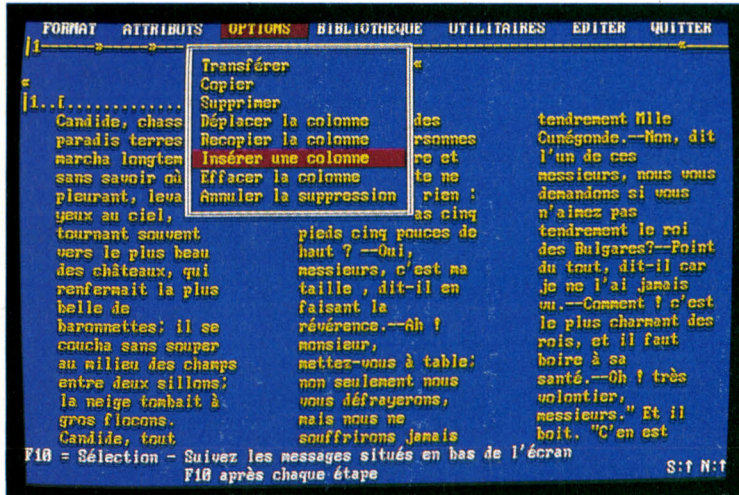 FORMAT ATTRIBUTS OPTIONS BIBLIOTHEQUE UTILITAIRES EDITER QUITTER
Transférer
Copier
Supprimer
Déplacer la colonne
Recopier la colonne
Insérer une colonne
Effacer la colonne
Annuler la suppression
Candide, chass
paradis terres
marcha longtem
sans savoir où
pleurant, leva
yeux au ciel,
tournant souvent
vers le plus beau
des châteaux, qui
renfermait la plus
belle de
baronnettes; il se
coucha sans souper
au milieu des champs
entre deux sillons;
la neige tombait à
gros flocons.
Candide, tout
des
rsonnes
re et
te ne
rien :
as cinq
pieds cinq pouces de
haut ? --Oui,
messieurs, c'est ma
taille , dit-il en
faisant la
révérence.--Ah !
monsieur,
mettez-vous à table;
non seulement nous
vous défrayerons,
mais nous ne
souffrirons jamais
tendrement Mlle
Cunégonde.--Non, dit
l'un de ces
messieurs, nous vous
demandons si vous
n'aimez pas
tendrement le roi
des Bulgares?--Point
du tout, dit-il car
je ne l'ai jamais
vu.--Comment ! c'est
le plus charmant des
rois, et il faut
boire à sa
santé.--Oh ! très
volontier,
messieurs." Et il
boit. "C'en est
F10 = Sélection - Suivez les messages situés en bas de l'écran
F10 après chaque étape
S:↑ N:↑